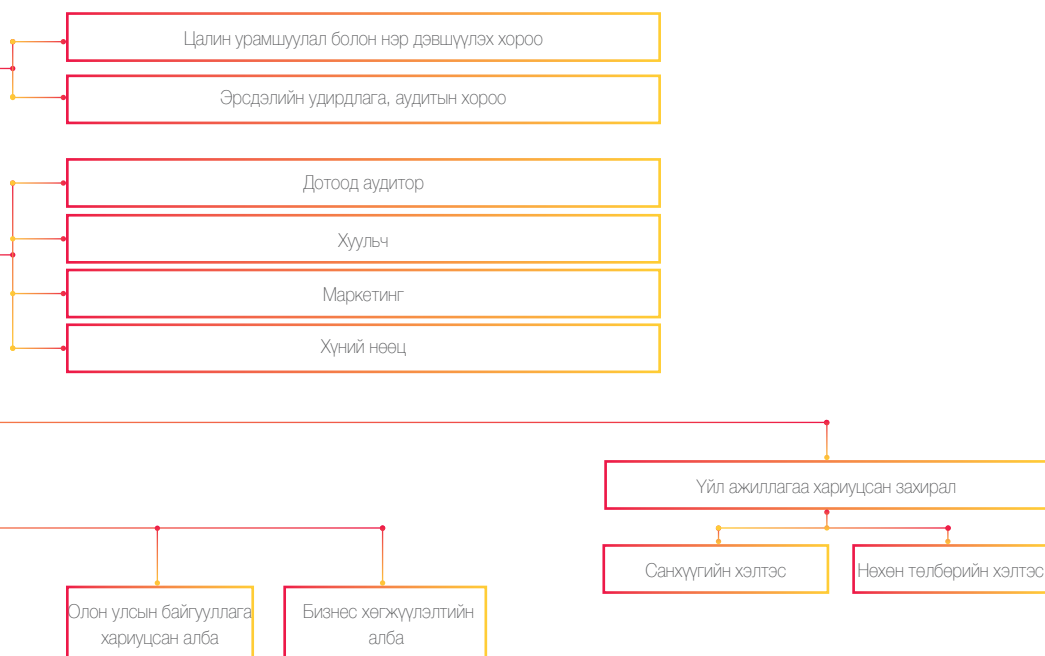 Цалин урамшуулал болон нэр дэвшүүлэх хороо
Эрсдэлийн удирдлага, аудитын хороо
Дотоод аудитор
Хуульч
Маркетинг
Хүний нөөц
Үйл ажиллагаа хариуцсан захирал
Санхүүгийн хэлтэс
Нөхөн төлбөрийн хэлтэс
Олон улсын байгууллага
хариуцсан алба
Бизнес хөгжүүлэлтийн
алба